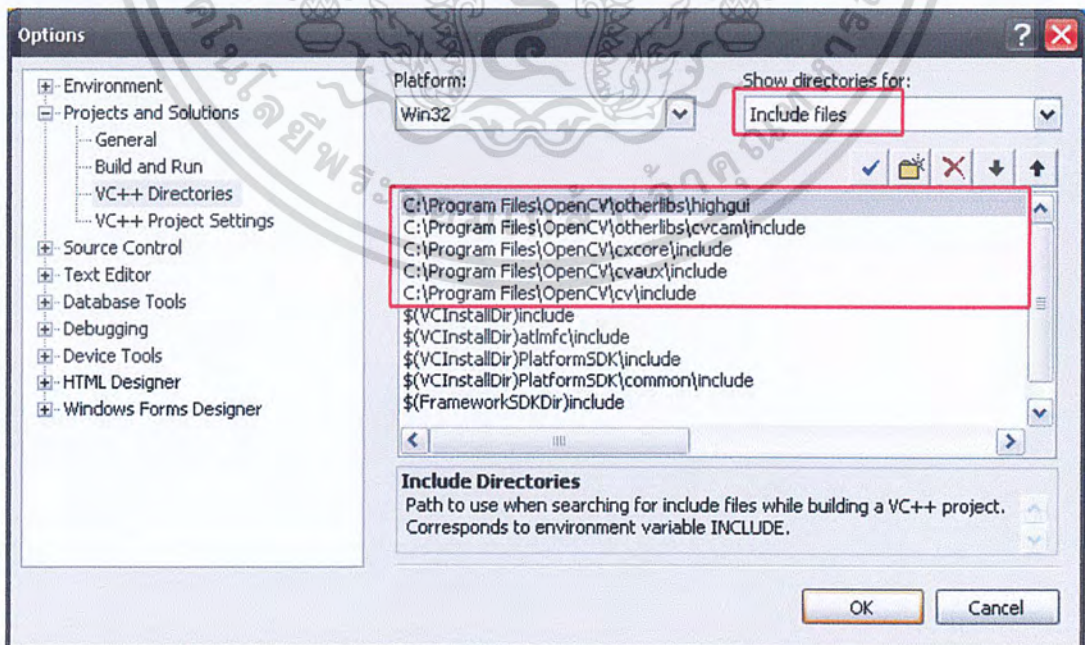 Options
Environment
Projects and Solutions
General
Build and Run
VC++ Directories
VC++ Project Settings
Source Control
Text Editor
Database Tools
Debugging
Device Tools
HTML Designer
Windows Forms Designer
Platform:
Win32
Show directories for:
Include files
C:\Program Files\OpenCV\otherlibs\highgui
C:\Program Files\OpenCV\otherlibs\cvcam\include
C:\Program Files\OpenCV\cxcore\include
C:\Program Files\OpenCV\cvaux\include
C:\Program Files\OpenCV\cv\include
$(VCInstallDir)include
$(VCInstallDir)atlmfc\include
$(VCInstallDir)PlatformSDK\include
$(VCInstallDir)PlatformSDK\common\include
$(FrameworkSDKDir)include
Include Directories
Path to use when searching for include files while building a VC++ project.
Corresponds to environment variable INCLUDE.
OK
Cancel